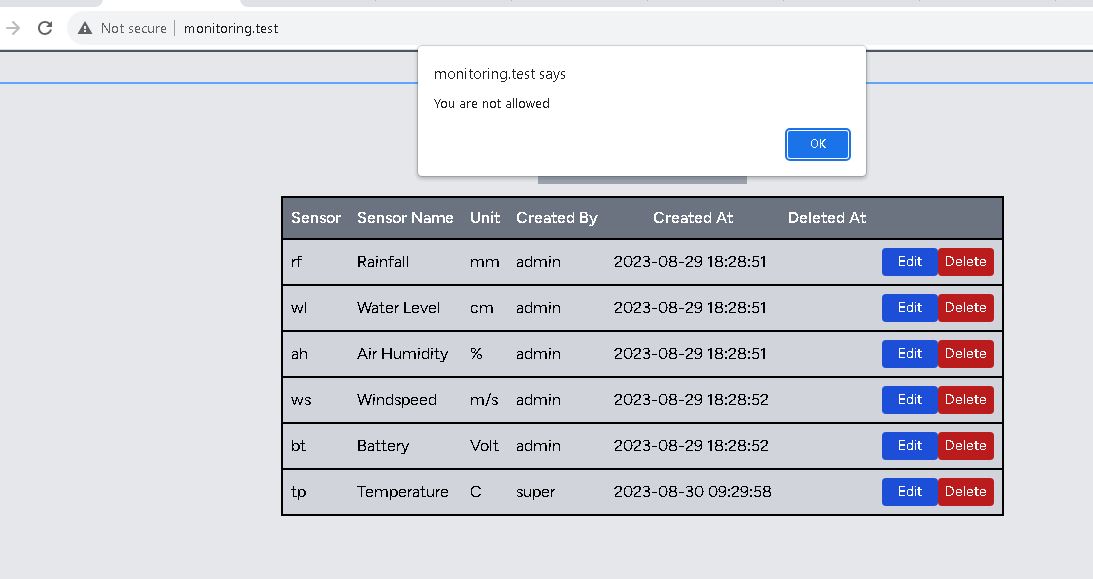 Not secure monitoring.test
monitoring.test says
You are not allowed
OK
Sensor Sensor Name Unit Created By Created At Deleted At
rf Rainfall mm admin 2023-08-29 18:28:51 Edit Delete
wl Water Level cm admin 2023-08-29 18:28:51 Edit Delete
ah Air Humidity % admin 2023-08-29 18:28:51 Edit Delete
ws Windspeed m/s admin 2023-08-29 18:28:52 Edit Delete
bt Battery Volt admin 2023-08-29 18:28:52 Edit Delete
tp Temperature C super 2023-08-30 09:29:58 Edit Delete